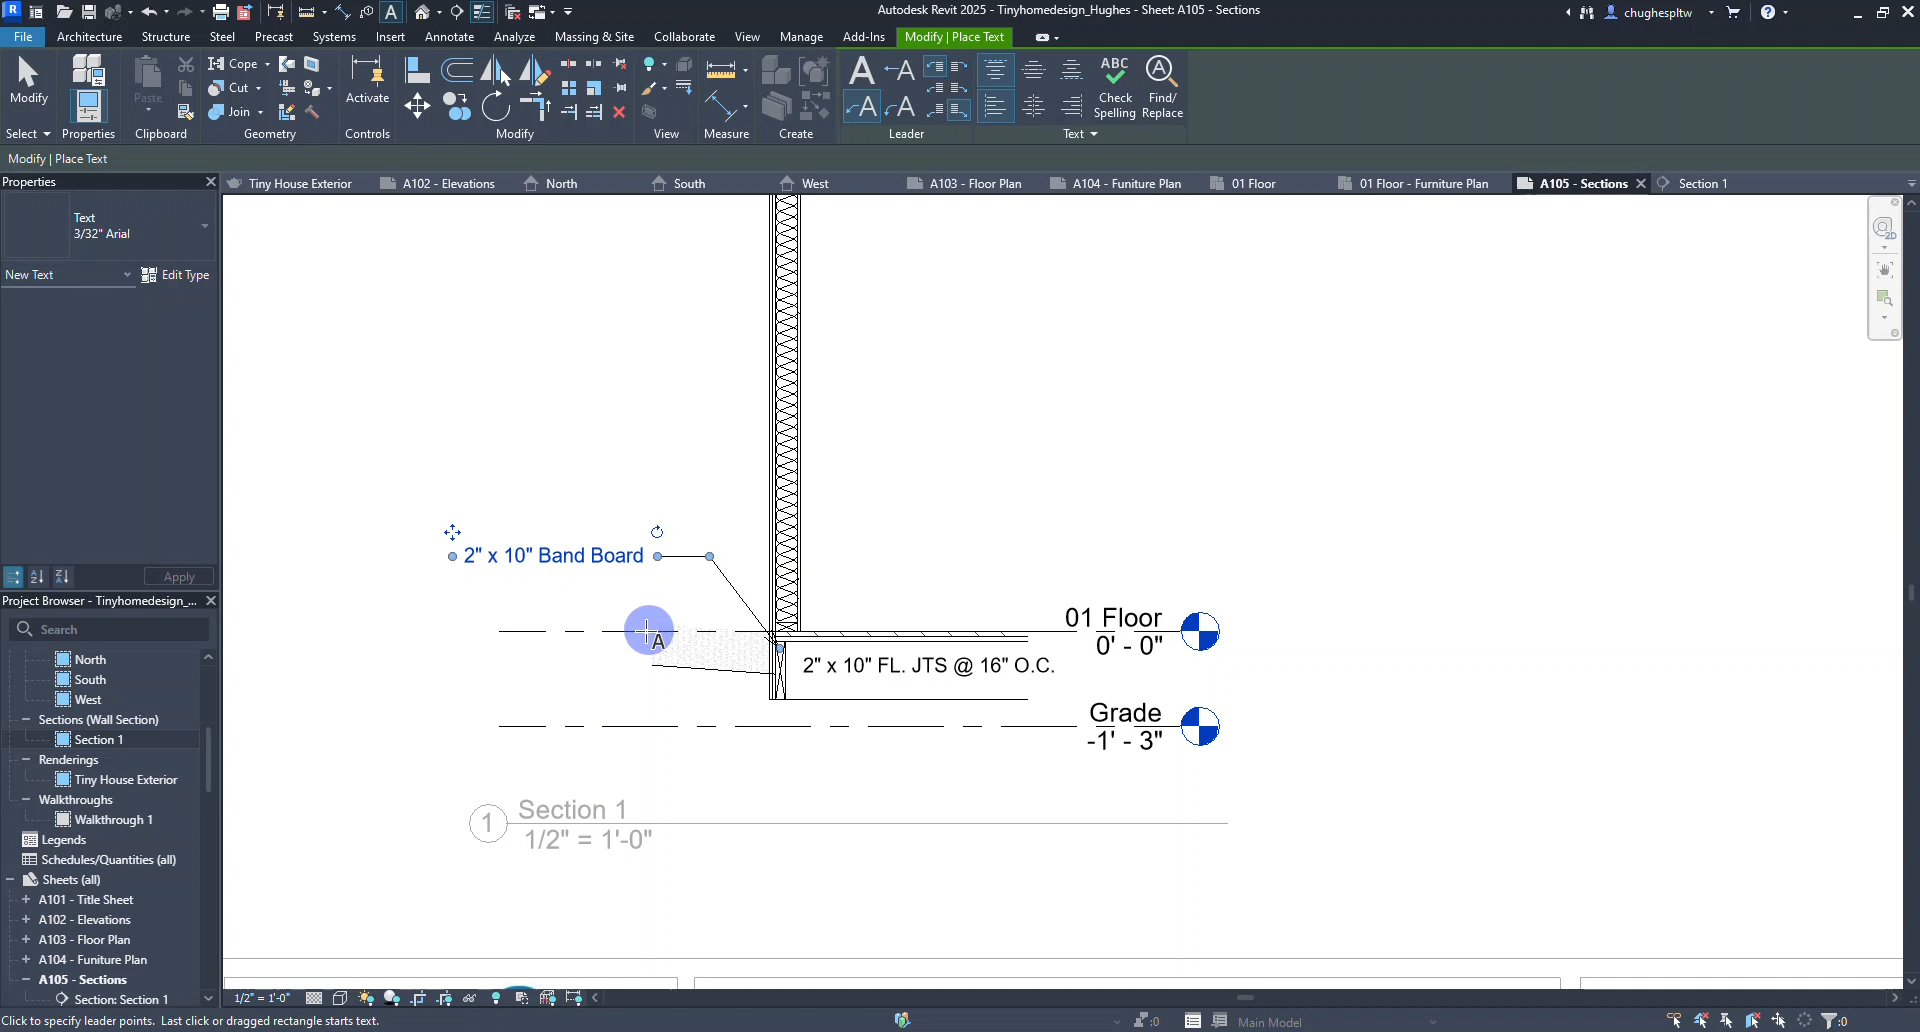 Autodesk Revit 2025 - Tinyhomedesign_Hughes - Sheet: A105 - Sections
chughespltw
File
Architecture
Structure
Steel
Precast
Systems
Insert
Annotate
Analyze
Massing & Site
Collaborate
View
Manage
Add-Ins
Modify | Place Text
Modify
Paste
Cope
Cut
Join
Activate
ABC
Check
Spelling
Find/
Replace
Select
Properties
Clipboard
Geometry
Controls
Modify
View
Measure
Create
Leader
Text
Modify | Place Text
Properties
Tiny House Exterior
A102 - Elevations
North
South
West
A103 - Floor Plan
A104 - Funiture Plan
01 Floor
01 Floor - Furniture Plan
A105 - Sections
Section 1
Text
3/32" Arial
New Text
Edit Type
2D
2" x 10" Band Board
A
01 Floor
0' - 0"
2" x 10" FL. JTS @ 16" O.C.
Grade
-1' - 3"
1
Section 1
1/2" = 1'-0"
Apply
Project Browser - Tinyhomedesign_...
Search
North
South
West
Sections (Wall Section)
Section 1
Renderings
Tiny House Exterior
Walkthroughs
Walkthrough 1
Legends
Schedules/Quantities (all)
Sheets (all)
A101 - Title Sheet
A102 - Elevations
A103 - Floor Plan
A104 - Funiture Plan
A105 - Sections
Section: Section 1
1/2" = 1'-0"
Click to specify leader points. Last click or dragged rectangle starts text.
:0
Main Model
:0